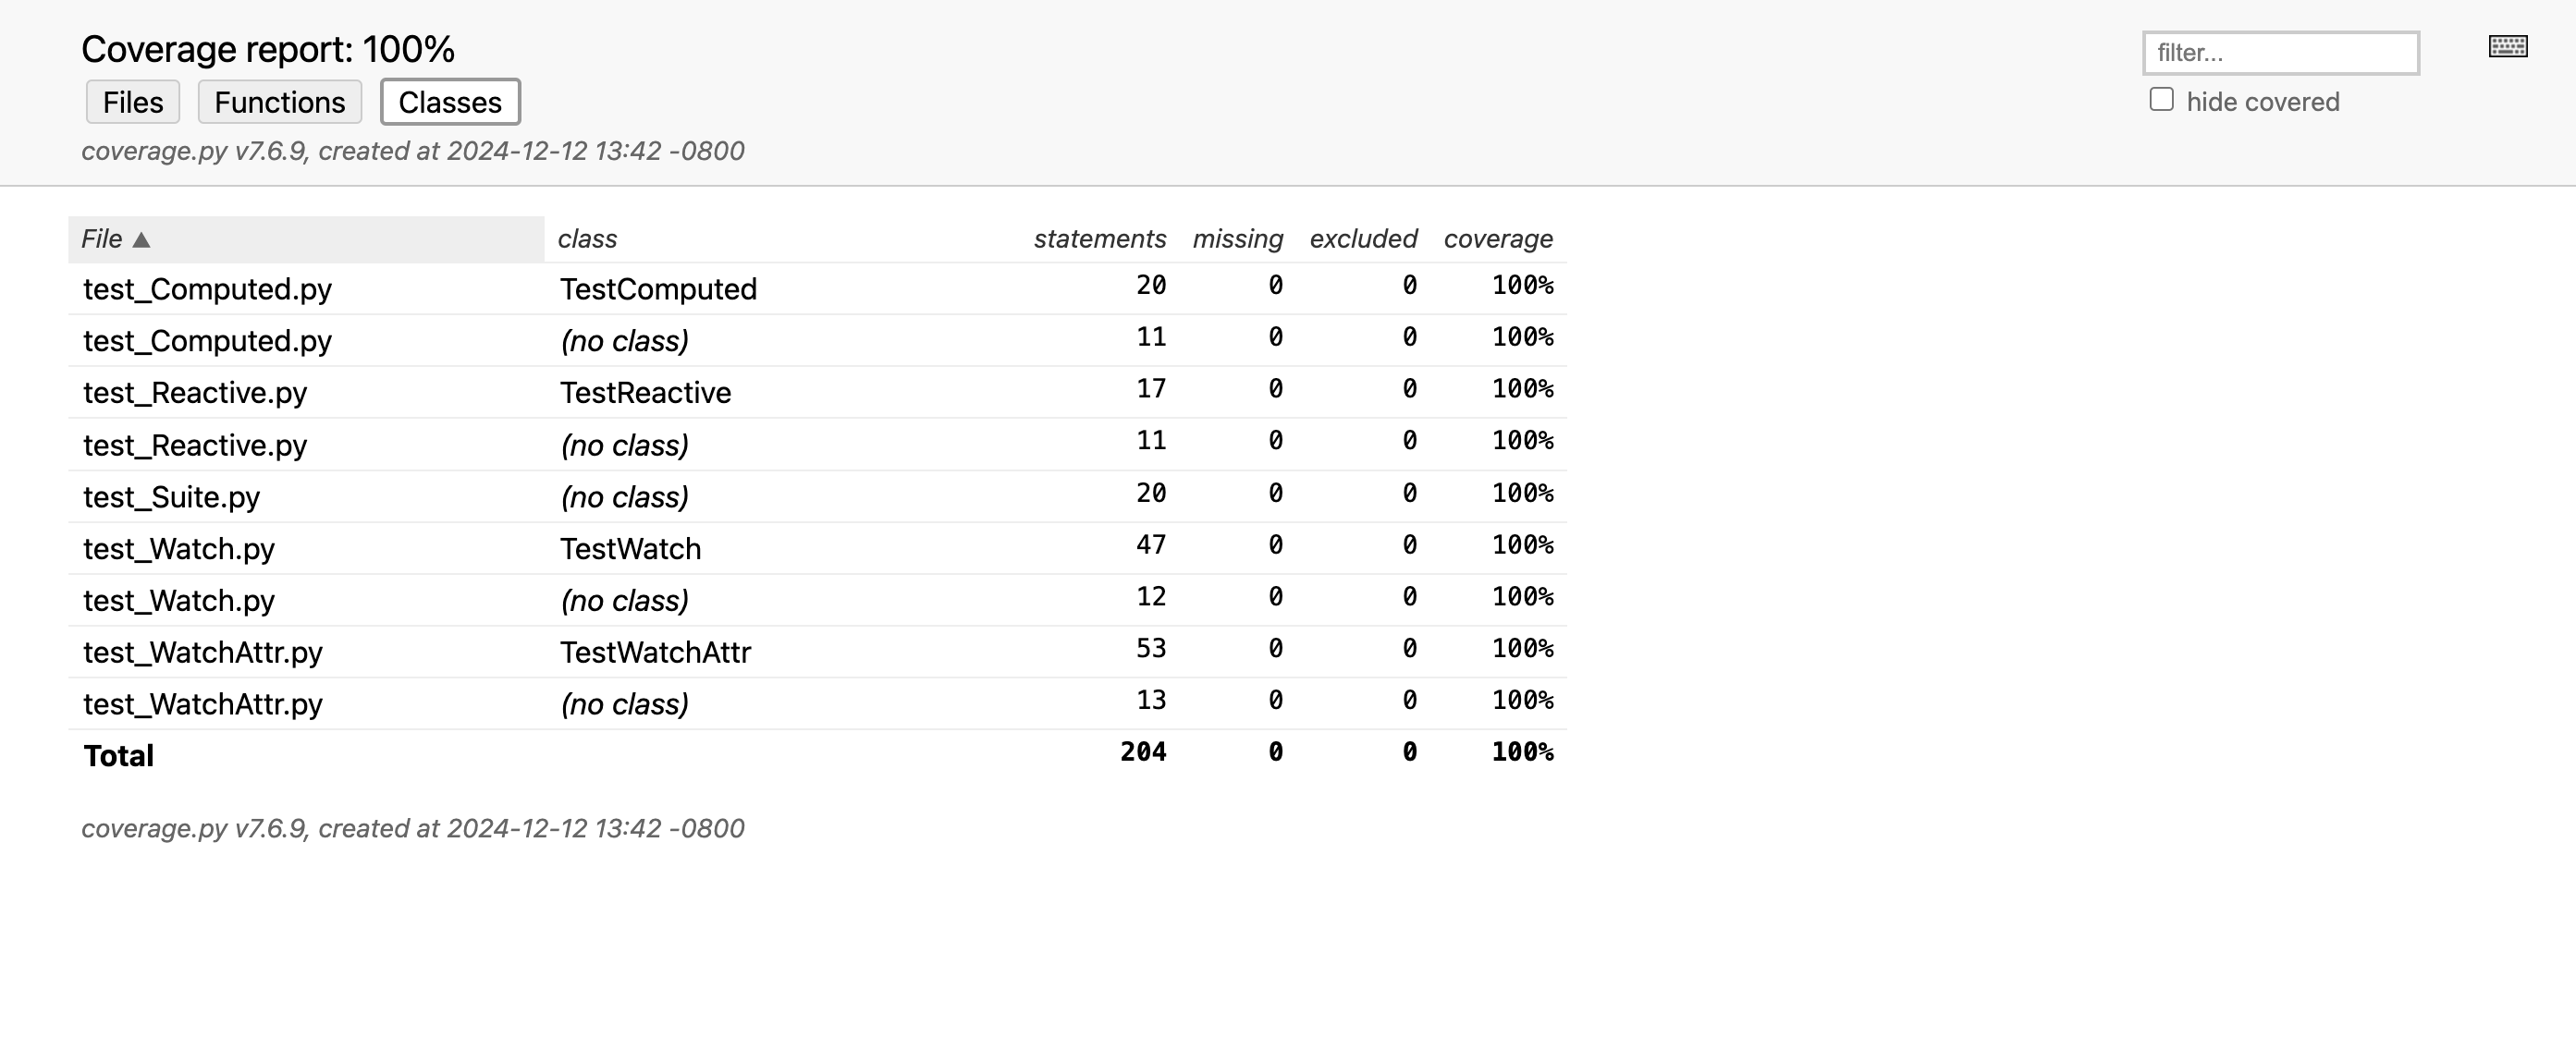 Coverage report: 100%
filter...
Files Functions Classes
hide covered
coverage.py v7.6.9, created at 2024-12-12 13:42 -0800
File ▲ class statements missing excluded coverage
test_Computed.py TestComputed 20 0 0 100%
test_Computed.py (no class) 11 0 0 100%
test_Reactive.py TestReactive 17 0 0 100%
test_Reactive.py (no class) 11 0 0 100%
test_Suite.py (no class) 20 0 0 100%
test_Watch.py TestWatch 47 0 0 100%
test_Watch.py (no class) 12 0 0 100%
test_WatchAttr.py TestWatchAttr 53 0 0 100%
test_WatchAttr.py (no class) 13 0 0 100%
Total 204 0 0 100%
coverage.py v7.6.9, created at 2024-12-12 13:42 -0800